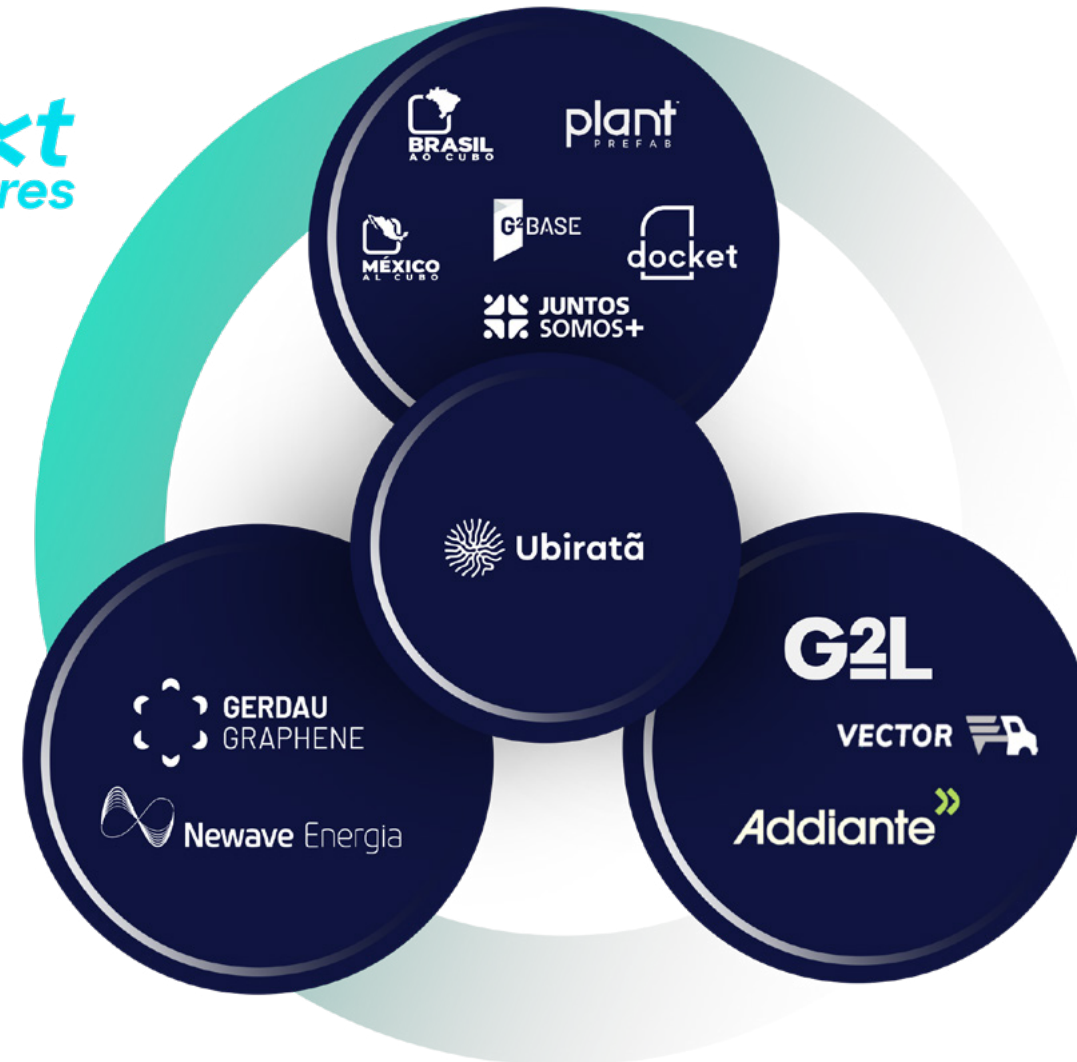 BRASIL
AO CUBO
plant
PREFAB
MÉXICO
AL CUBO
G²BASE
docket
JUNTOS
SOMOS+
Ubiratã
GERDAU
GRAPHENE
Newave Energia
G2L
VECTOR
Addiante